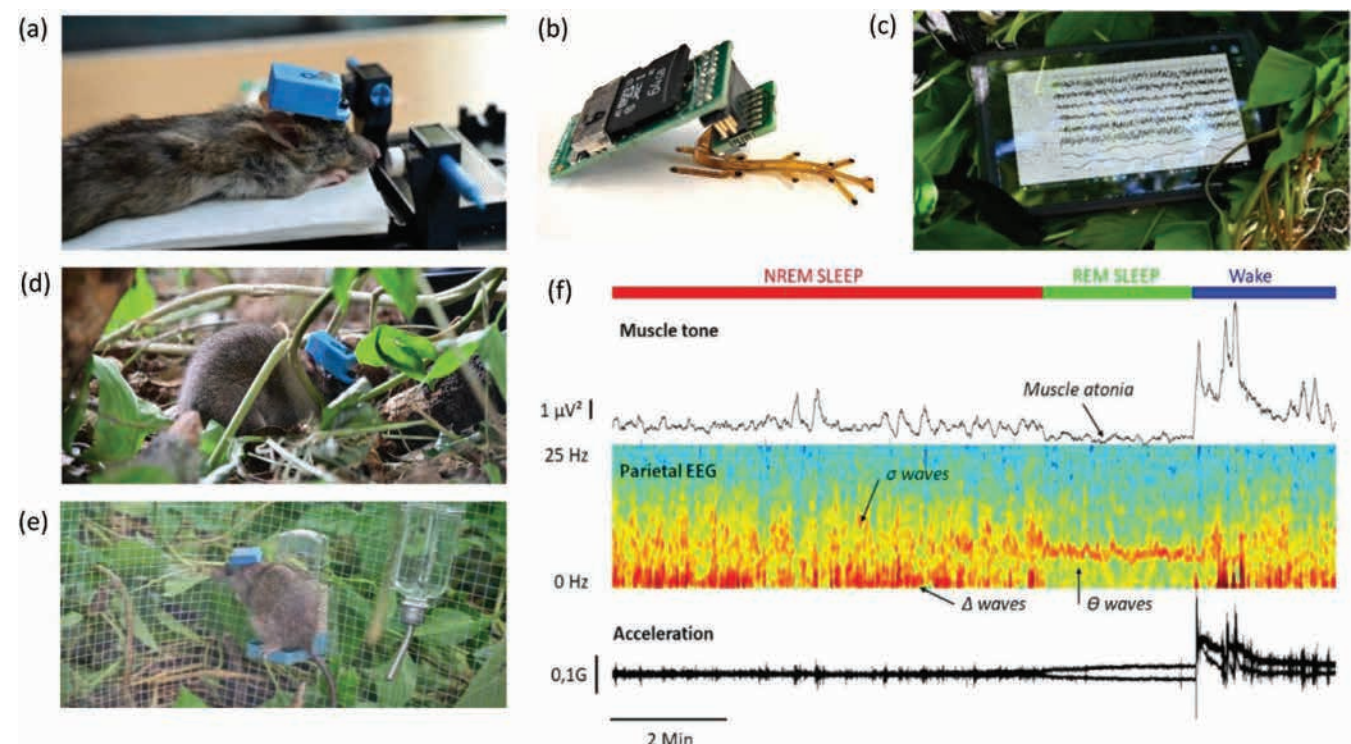 (a)
(b)
(c)
(d)
(e)
(f)
NREM SLEEP
REM SLEEP
Wake
Muscle tone
Muscle atonia
1 μV²
25 Hz
Parietal EEG
σ waves
0 Hz
Δ waves
Θ waves
Acceleration
0,1G
2 Min